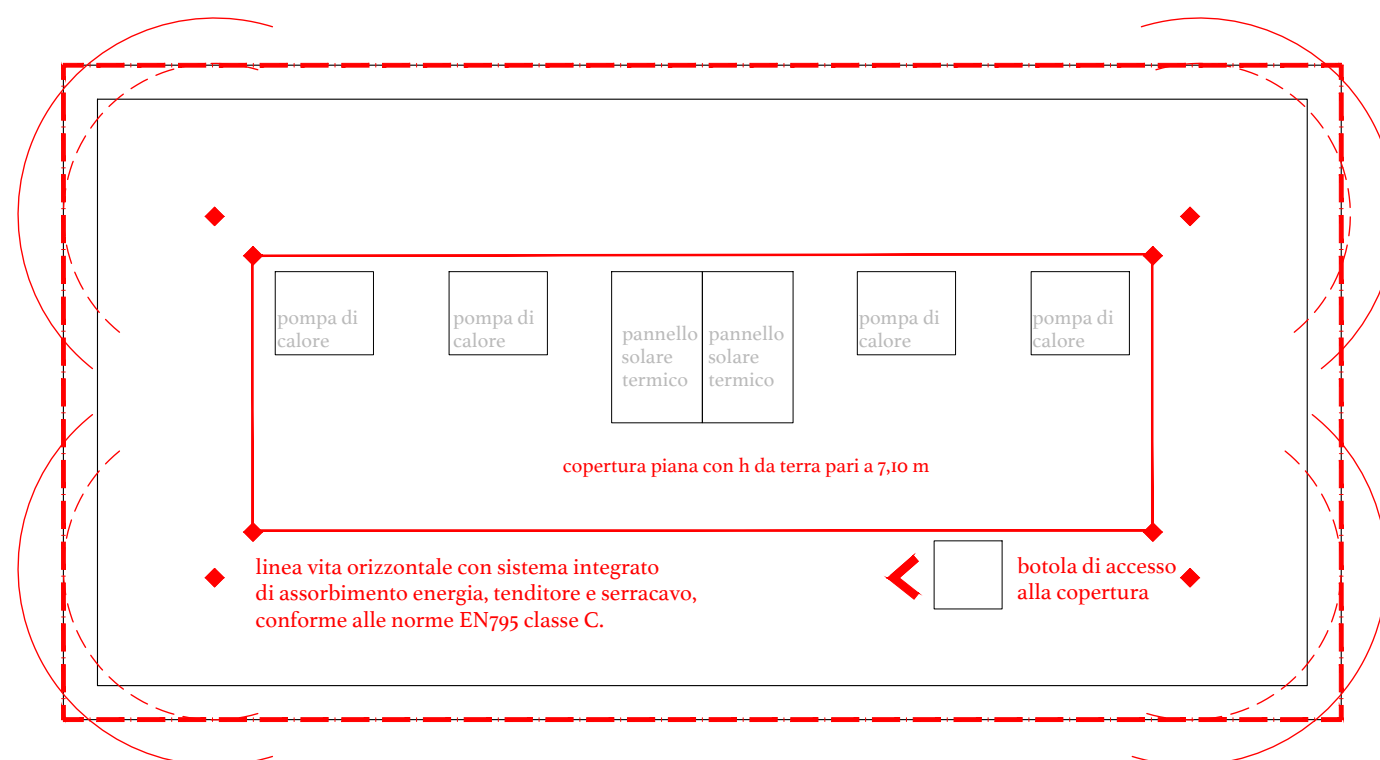 pompa di
calore
pompa di
calore
pannello
solare
termico
pannello
solare
termico
pompa di
calore
pompa di
calore
copertura piana con h da terra pari a 7,10 m
linea vita orizzontale con sistema integrato
di assorbimento energia, tenditore e serracavo,
conforme alle norme EN795 classe C.
botola di accesso
alla copertura